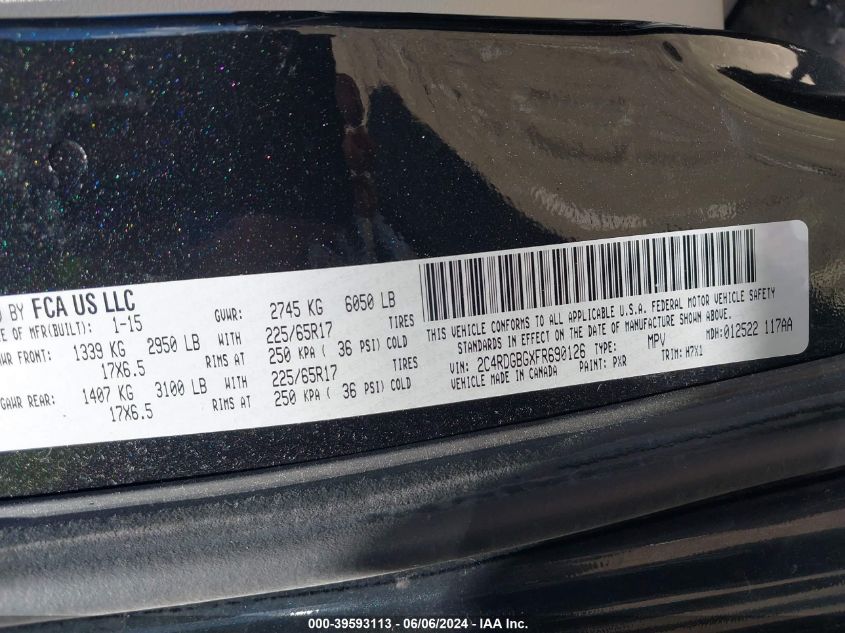 BY FCA US LLC
OF MFR(BUILT): 1-15
GVWR: 2745 KG 6050 LB
FRONT: 1339 KG 2950 LB WITH 225/65R17 TIRES
17X6.5 RIMS AT 250 KPA ( 36 PSI) COLD
GAWR REAR: 1407 KG 3100 LB WITH 225/65R17 TIRES
17X6.5 RIMS AT 250 KPA ( 36 PSI) COLD
THIS VEHICLE CONFORMS TO ALL APPLICABLE U.S.A. FEDERAL MOTOR VEHICLE SAFETY
STANDARDS IN EFFECT ON THE DATE OF MANUFACTURE SHOWN ABOVE.
MDH:012522 117AA
VIN: 2C4RDGBGXFR690126 TYPE: MPV
VEHICLE MADE IN CANADA PAINT: PXR TRIM: H7X1
000-39593113 - 06/06/2024 - IAA Inc.